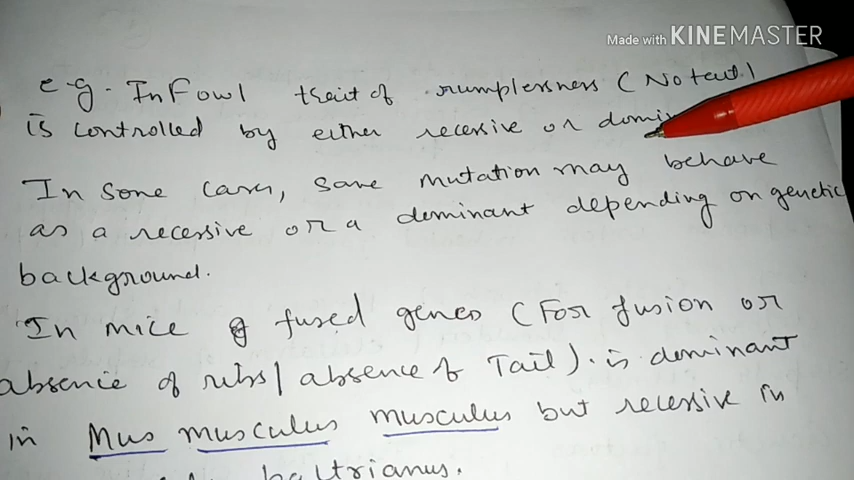 Made with KINEMASTER
e.g. In Fowl trait of rumplessness (No tail)
is controlled by either recessive or domi
In some cases, same mutation may behave
as a recessive or a dominant depending on genetic
background.
In mice fused genes (For fusion or
absence of ribs/absence of Tail). is dominant
in Mus musculus musculus but recessive in
bactrianus.